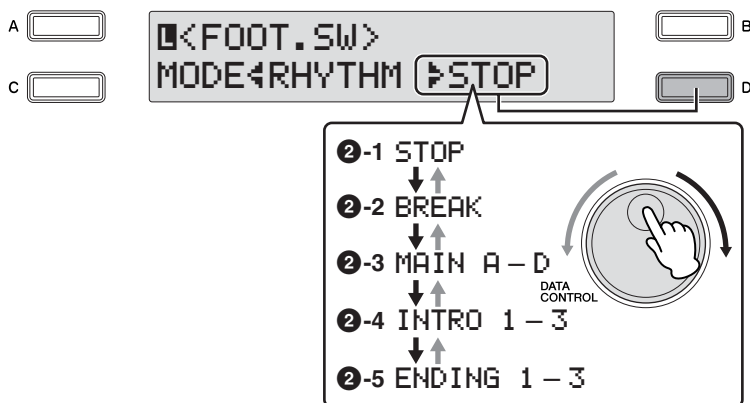 A
L<FOOT.SW>
B
C
MODE◀RHYTHM ▶STOP
D
❷-1 STOP
❷-2 BREAK
❷-3 MAIN A – D
DATA
CONTROL
❷-4 INTRO 1 – 3
❷-5 ENDING 1 – 3